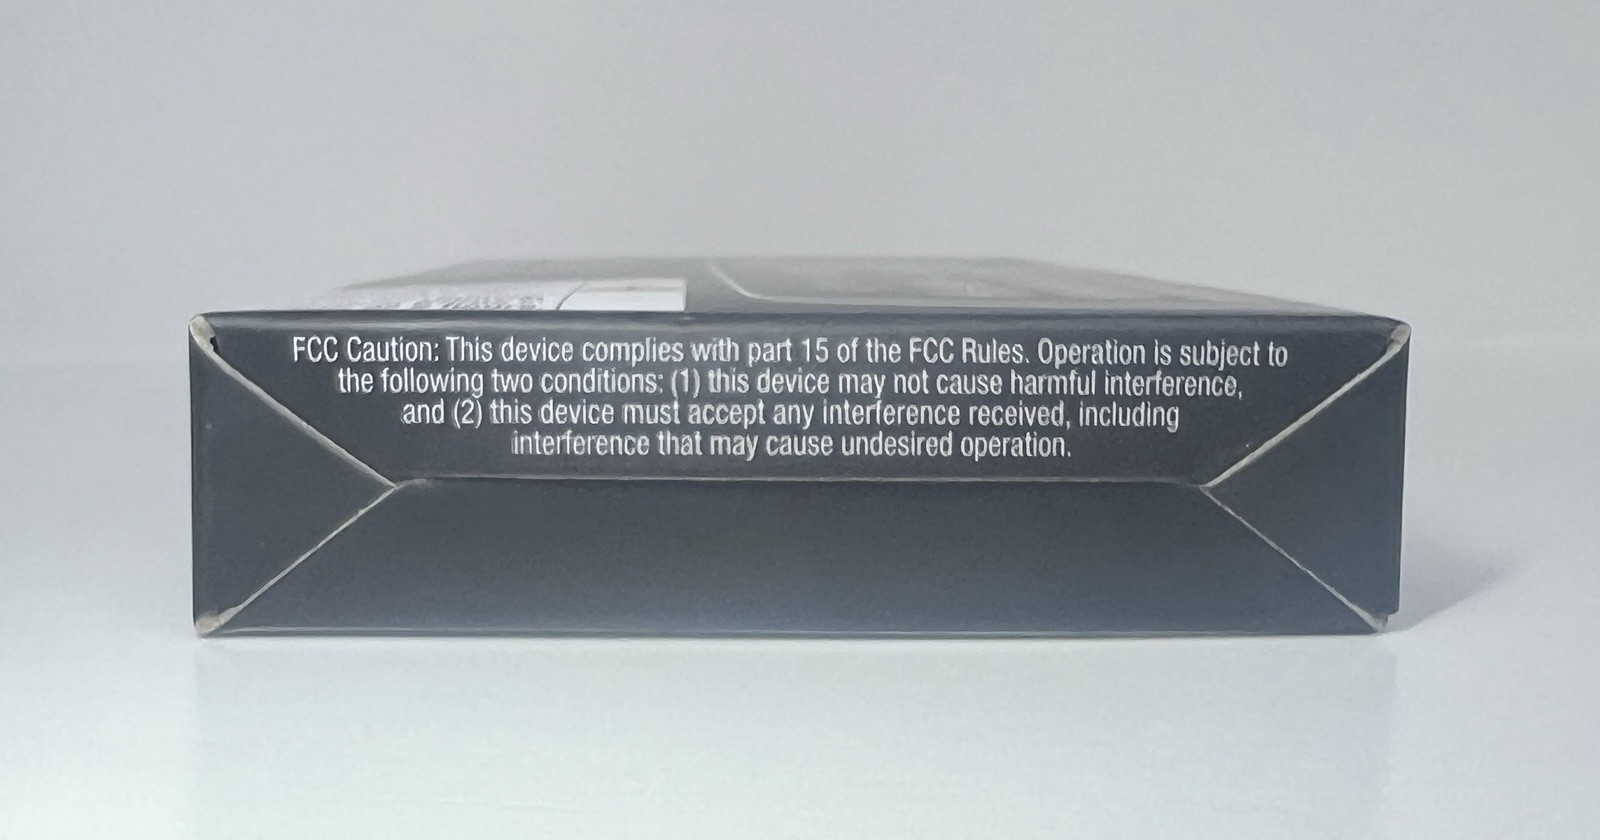 FCC Caution: This device complies with part 15 of the FCC Rules. Operation is subject to
the following two conditions: (1) this device may not cause harmful interference,
and (2) this device must accept any interference received, including
interference that may cause undesired operation.